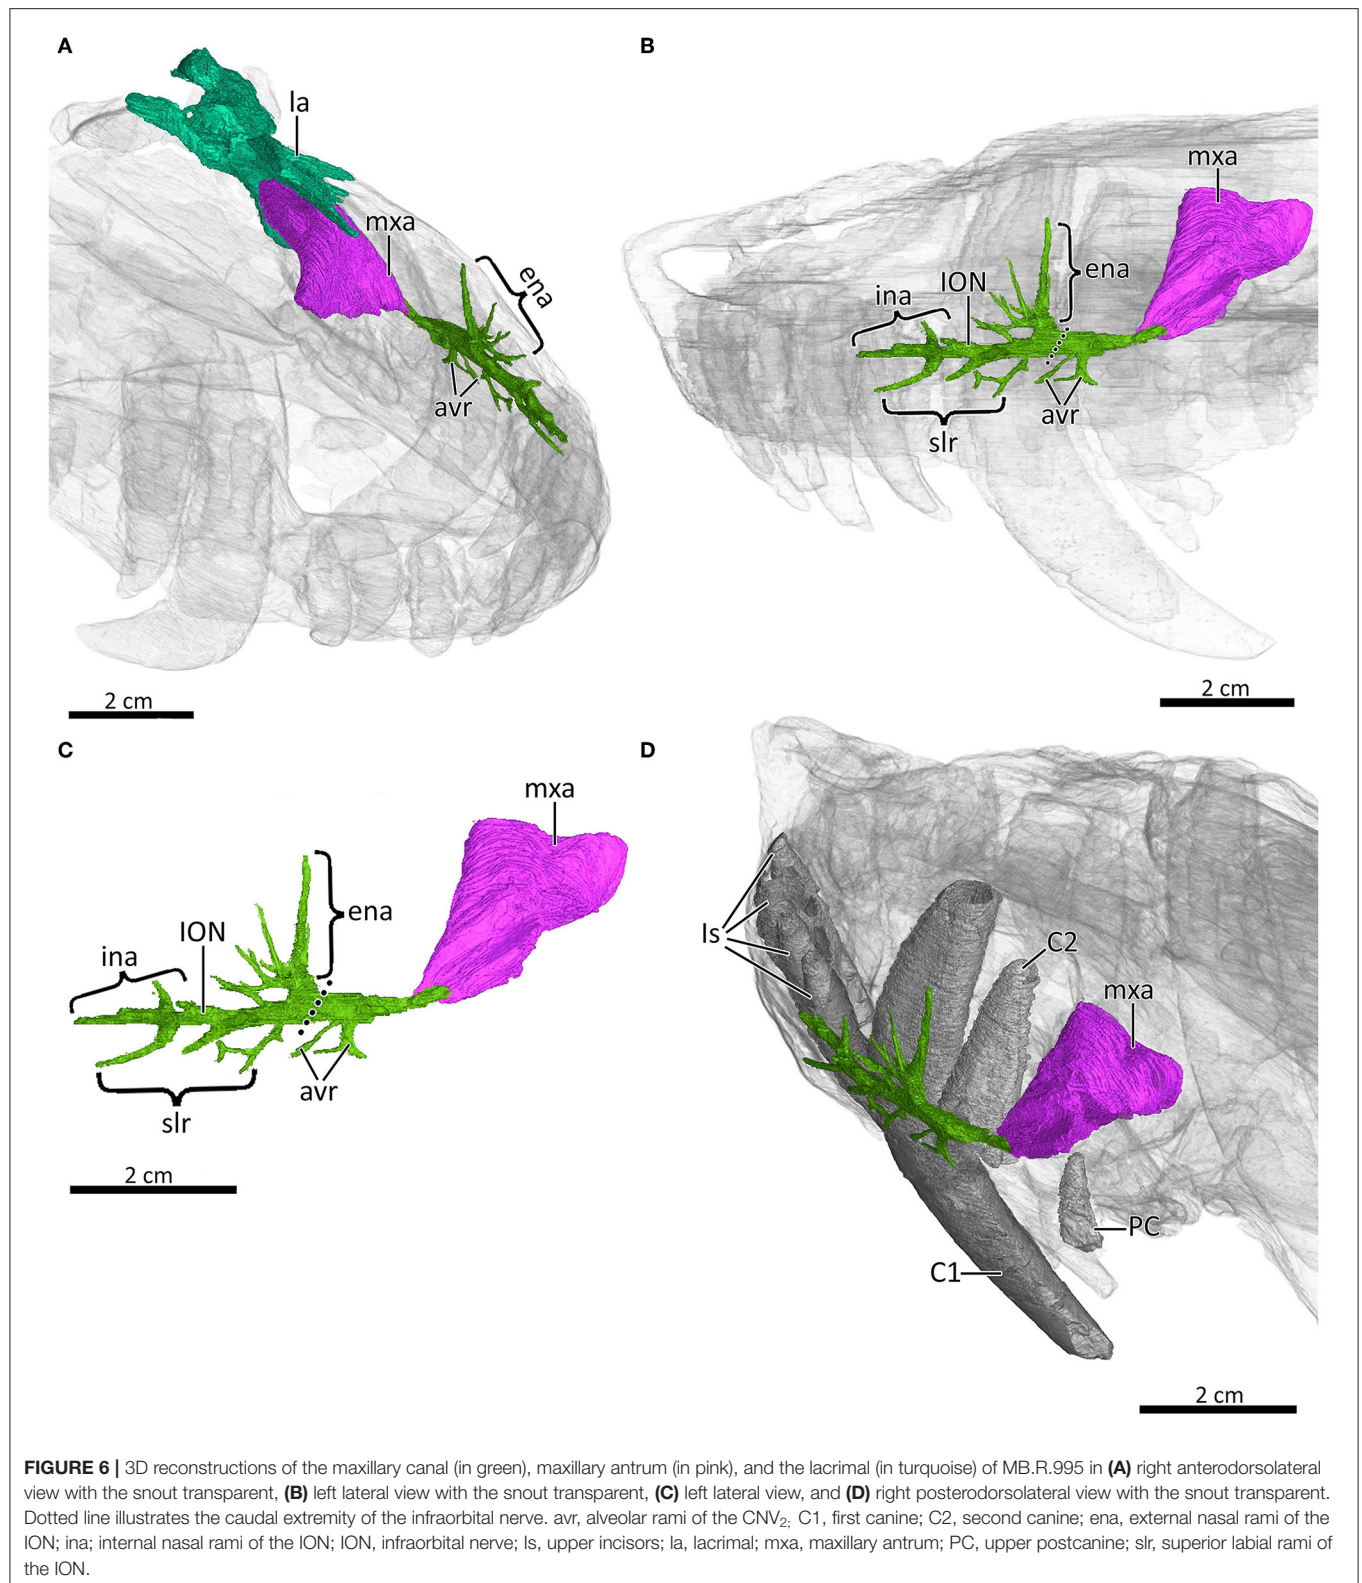 A
la
mxa
ena
avr
2 cm
B
mxa
ena
ION
ina
avr
slr
2 cm
C
mxa
ena
ION
ina
avr
slr
2 cm
D
Is
C2
mxa
PC
C1
2 cm
FIGURE 6 | 3D reconstructions of the maxillary canal (in green), maxillary antrum (in pink), and the lacrimal (in turquoise) of MB.R.995 in (A) right anterodorsolateral
view with the snout transparent, (B) left lateral view with the snout transparent, (C) left lateral view, and (D) right posterodorsolateral view with the snout transparent.
Dotted line illustrates the caudal extremity of the infraorbital nerve. avr, alveolar rami of the CNV₂; C1, first canine; C2, second canine; ena, external nasal rami of the
ION; ina; internal nasal rami of the ION; ION, infraorbital nerve; Is, upper incisors; la, lacrimal; mxa, maxillary antrum; PC, upper postcanine; slr, superior labial rami of
the ION.